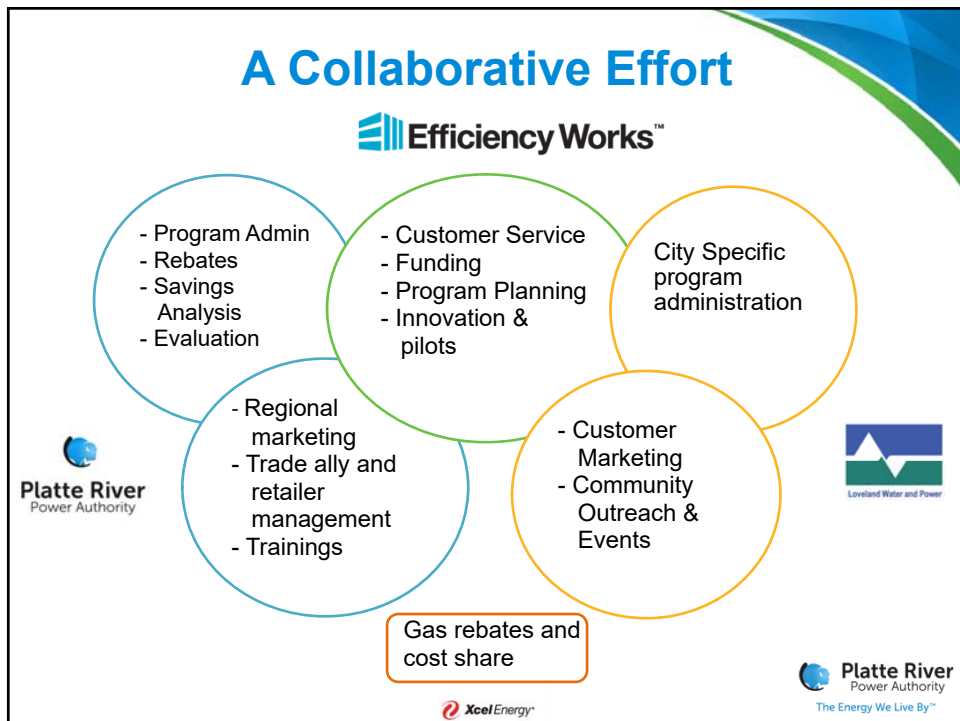 A Collaborative Effort
Efficiency Works™
- Program Admin
- Rebates
- Savings
Analysis
- Evaluation
- Customer Service
- Funding
- Program Planning
- Innovation &
pilots
City Specific
program
administration
- Regional
marketing
- Trade ally and
retailer
management
- Trainings
- Customer
Marketing
- Community
Outreach &
Events
Platte River
Power Authority
Loveland Water and Power
Gas rebates and
cost share
Xcel Energy
Platte River
Power Authority
The Energy We Live By™